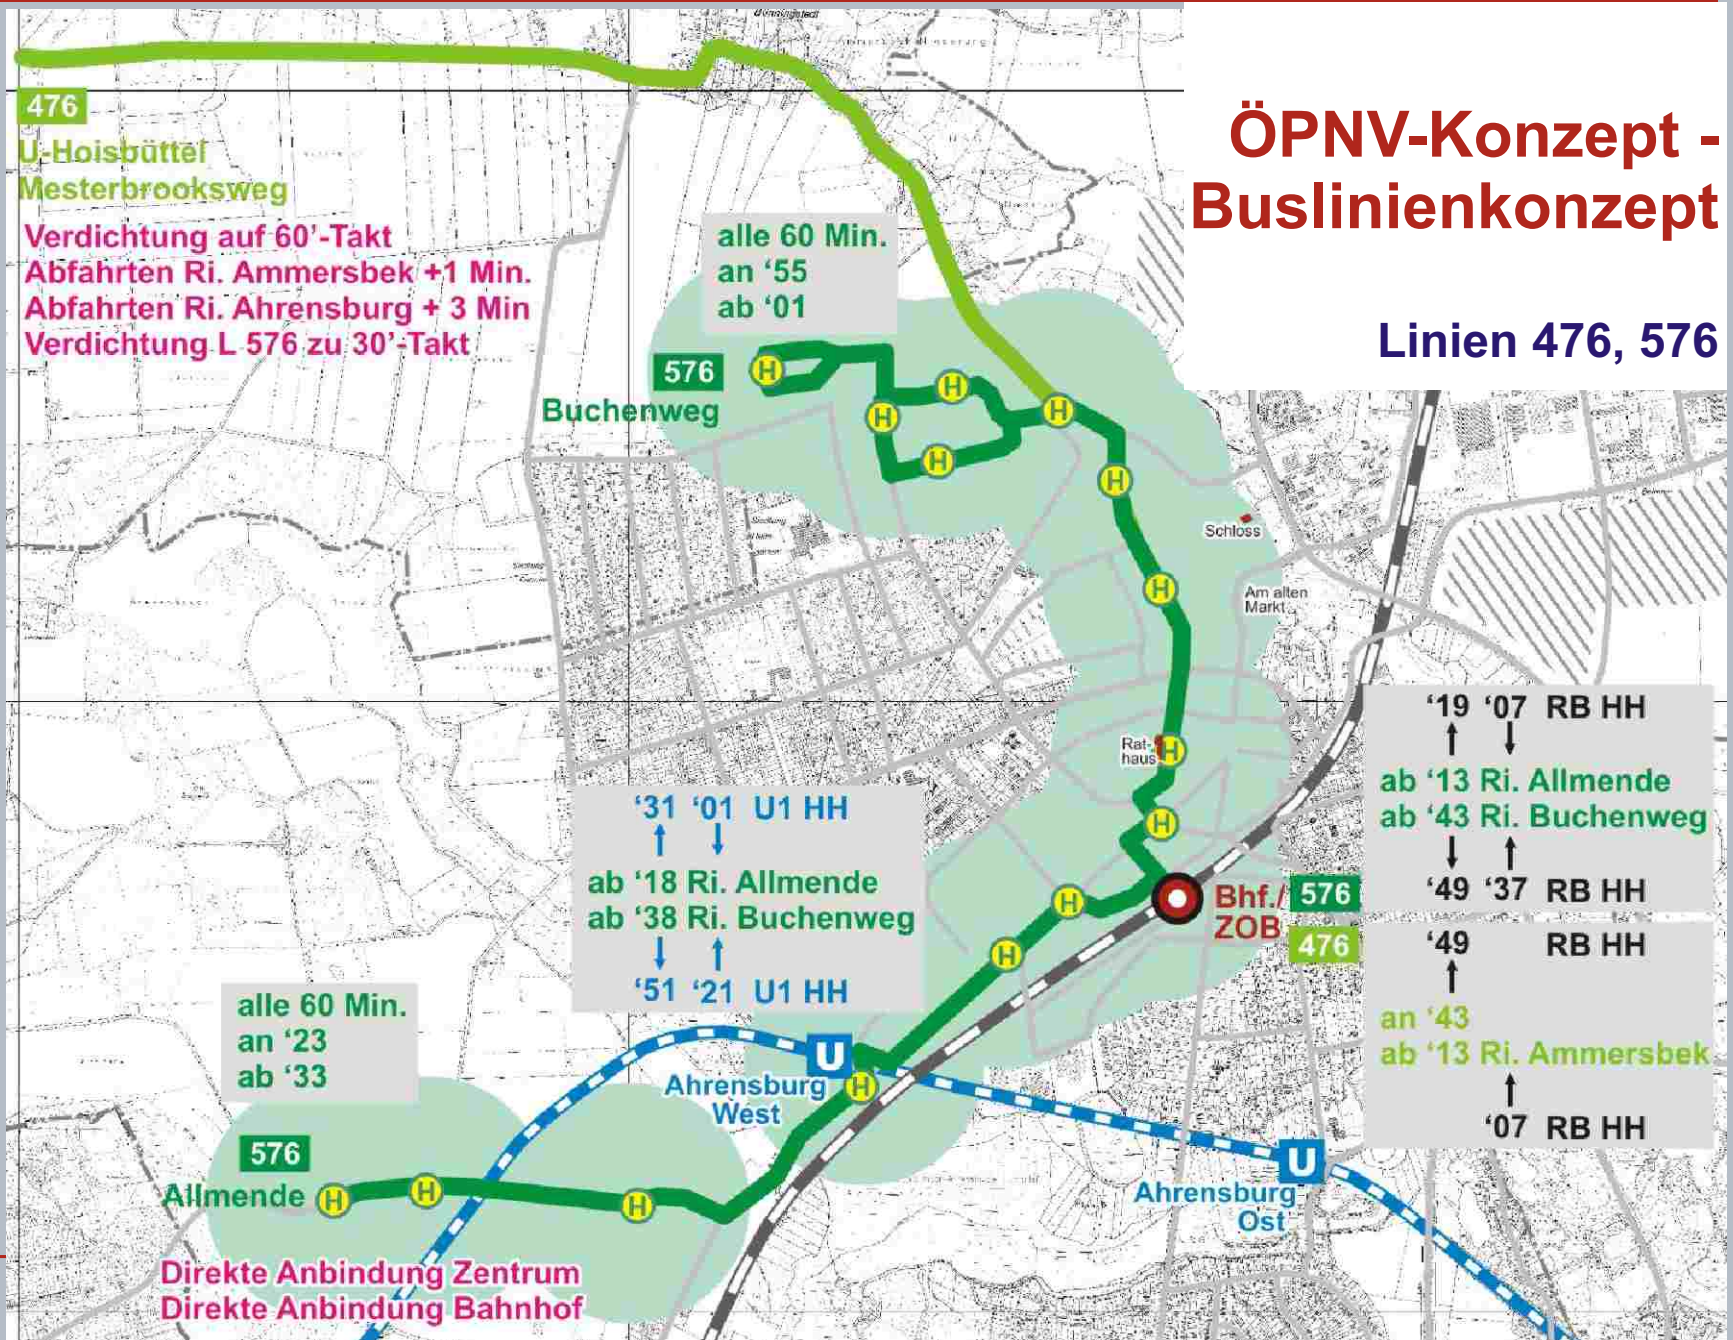 ÖPNV-Konzept -
Buslinienkonzept
Linien 476, 576
476
U-Hoisbüttel
Mesterbrooksweg
Verdichtung auf 60'-Takt
Abfahrten Ri. Ammersbek +1 Min.
Abfahrten Ri. Ahrensburg + 3 Min
Verdichtung L 576 zu 30'-Takt
alle 60 Min.
an ‘55
ab ‘01
576
Buchenweg
H
H
H
H
H
H
H
Schloss
Am alten
Markt
Siedlung
Rat-
haus
H
H
‘19 ‘07 RB HH
ab ‘13 Ri. Allmende
ab ‘43 Ri. Buchenweg
‘49 ‘37 RB HH
‘31 ‘01 U1 HH
ab ‘18 Ri. Allmende
ab ‘38 Ri. Buchenweg
‘51 ‘21 U1 HH
H
H
Bhf./
ZOB
576
476
‘49 RB HH
an ‘43
ab ‘13 Ri. Ammersbek
‘07 RB HH
alle 60 Min.
an ‘23
ab ‘33
U
Ahrensburg
West
H
576
Allmende
H
H
H
U
Ahrensburg
Ost
Direkte Anbindung Zentrum
Direkte Anbindung Bahnhof